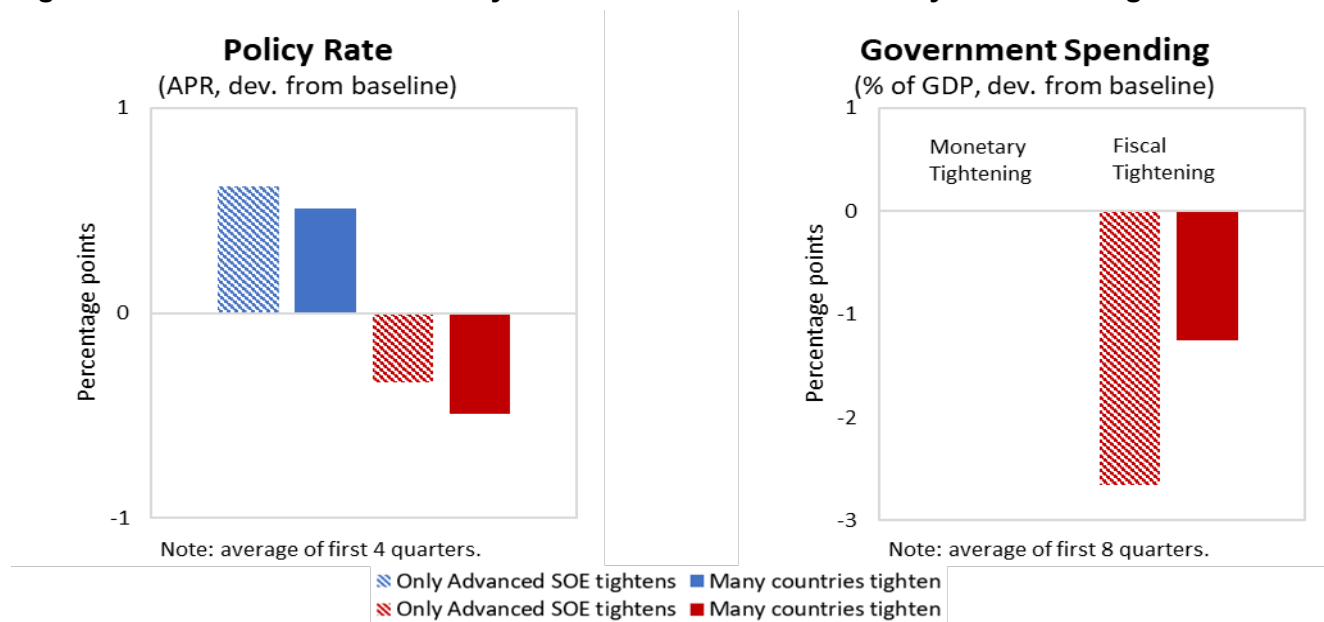 Policy Rate
(APR, dev. from baseline)
1
0
-1
Percentage points
Note: average of first 4 quarters.
Government Spending
(% of GDP, dev. from baseline)
1
0
-1
-2
-3
Percentage points
Monetary
Tightening
Fiscal
Tightening
Note: average of first 8 quarters.
Only Advanced SOE tightens Many countries tighten
Only Advanced SOE tightens Many countries tighten